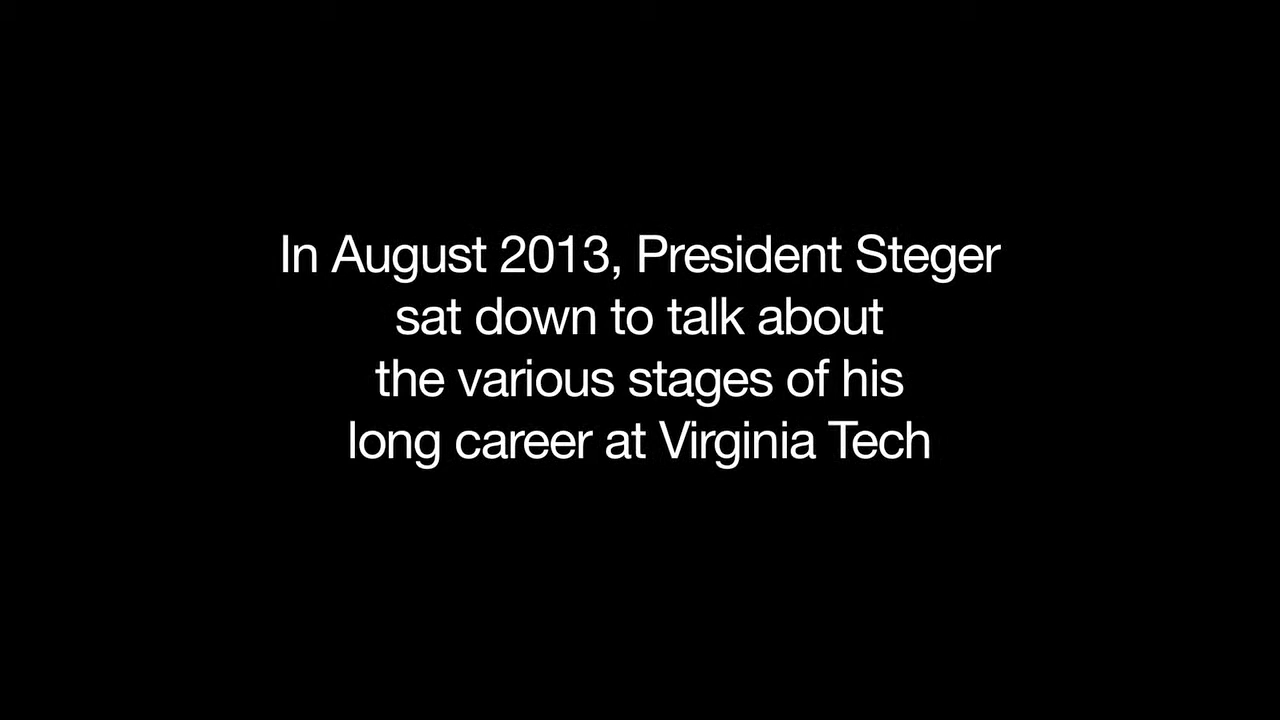 In August 2013, President Steger
sat down to talk about
the various stages of his
long career at Virginia Tech